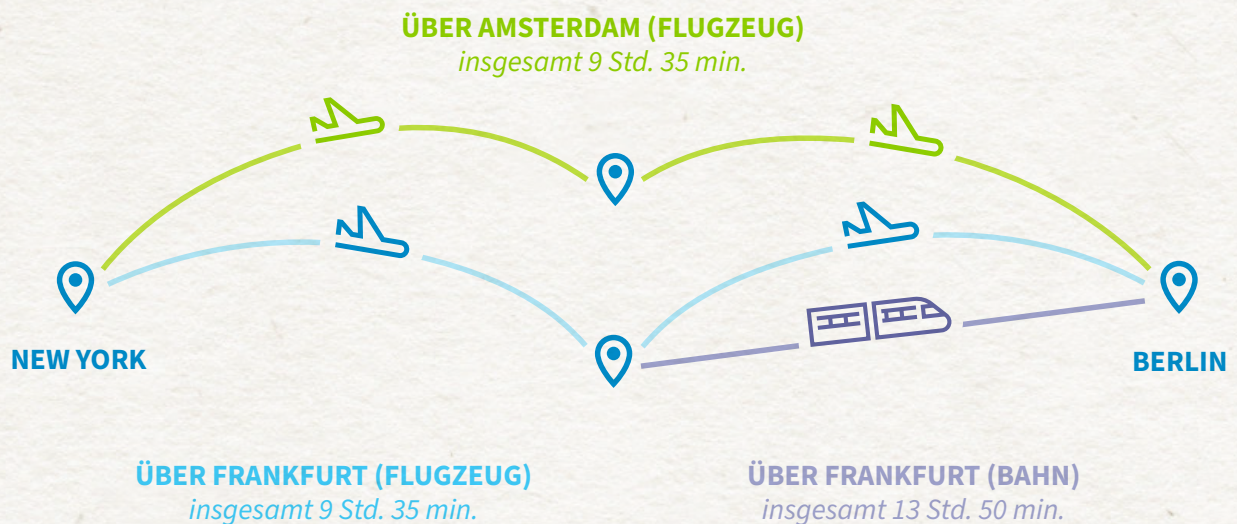 ÜBER AMSTERDAM (FLUGZEUG)
insgesamt 9 Std. 35 min.
NEW YORK
BERLIN
ÜBER FRANKFURT (FLUGZEUG)
insgesamt 9 Std. 35 min.
ÜBER FRANKFURT (BAHN)
insgesamt 13 Std. 50 min.